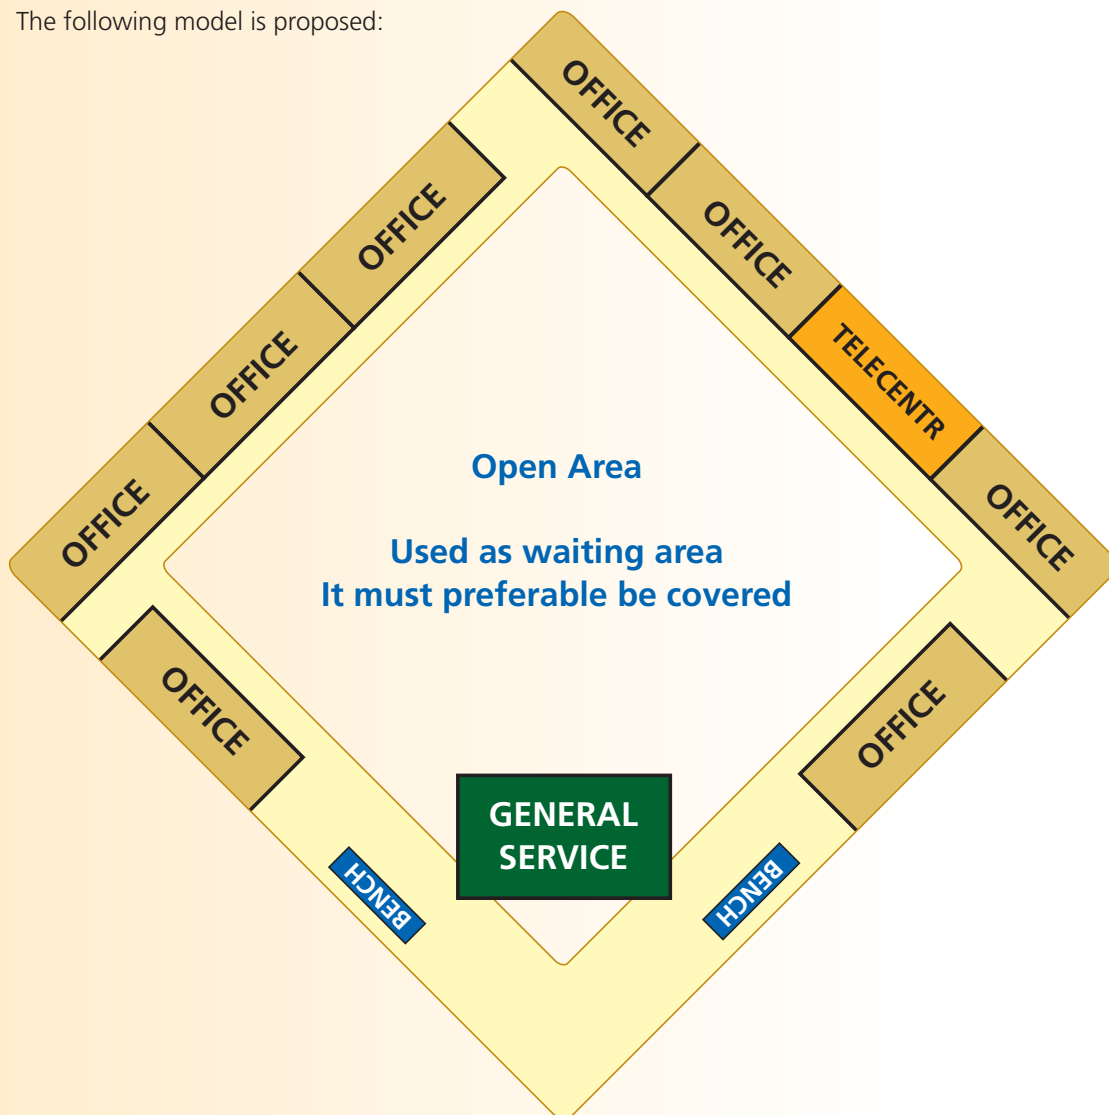 The following model is proposed:
OFFICE
OFFICE
OFFICE
OFFICE
TELECENTR
OFFICE
OFFICE
Open Area
Used as waiting area
It must preferable be covered
OFFICE
OFFICE
GENERAL
SERVICE
BENCH
BENCH